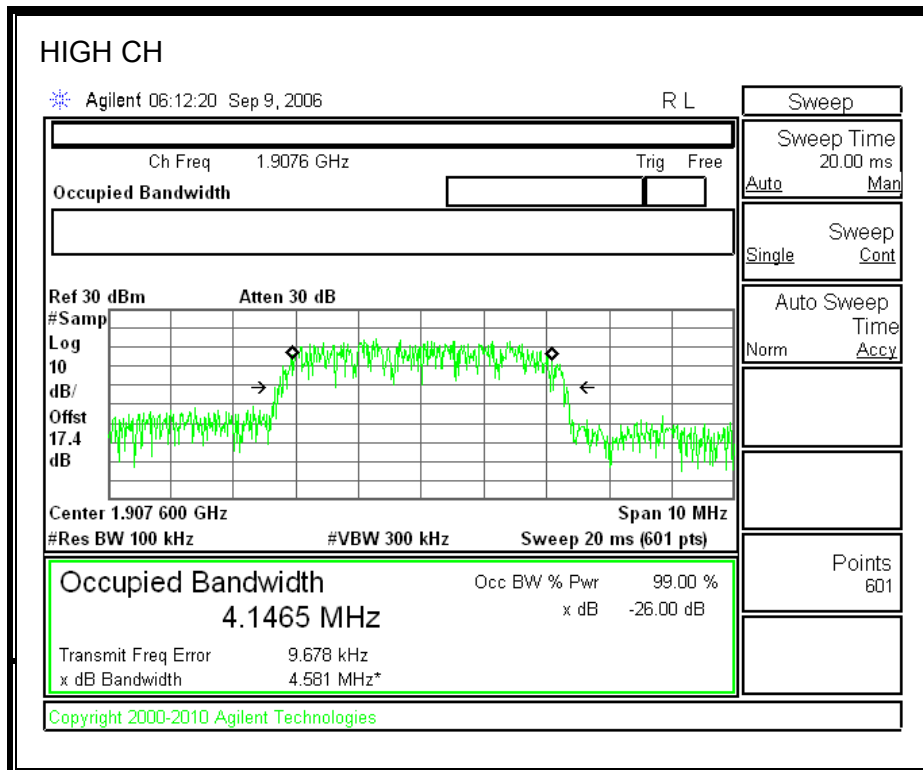 HIGH CH
Agilent 06:12:20 Sep 9, 2006 R L
Ch Freq 1.9076 GHz Trig Free
Occupied Bandwidth
Ref 30 dBm Atten 30 dB
#Samp
Log
10
dB/
Offst
17.4
dB
Center 1.907 600 GHz Span 10 MHz
#Res BW 100 kHz #VBW 300 kHz Sweep 20 ms (601 pts)
Occupied Bandwidth Occ BW % Pwr 99.00 %
4.1465 MHz x dB -26.00 dB
Transmit Freq Error 9.678 kHz
x dB Bandwidth 4.581 MHz*
Copyright 2000-2010 Agilent Technologies
Sweep
Sweep Time
20.00 ms
Auto Man
Sweep
Single Cont
Auto Sweep
Time
Norm Accy
Points
601